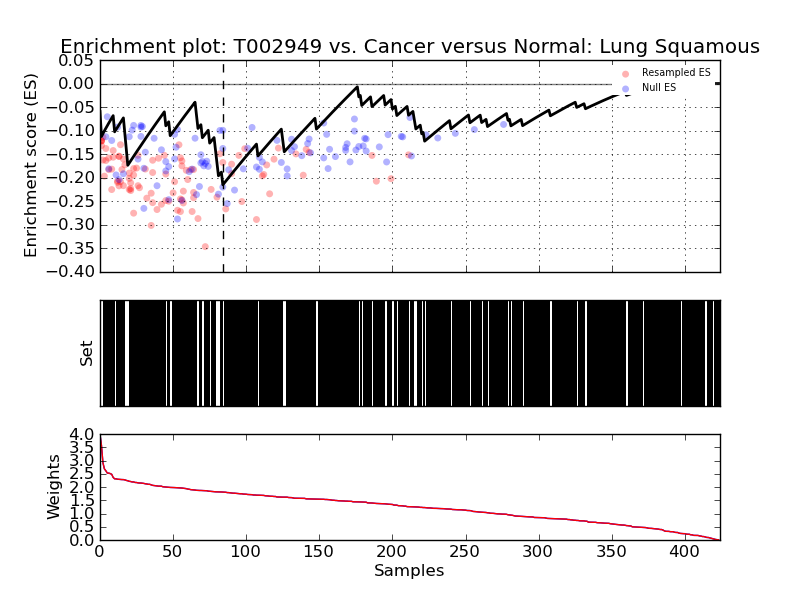 Enrichment plot: T002949 vs. Cancer versus Normal: Lung Squamous
Enrichment score (ES)
0.05
0.00
−0.05
−0.10
−0.15
−0.20
−0.25
−0.30
−0.35
−0.40
Resampled ES
Null ES
Set
Weights
4.0
3.5
3.0
2.5
2.0
1.5
1.0
0.5
0.0
0 50 100 150 200 250 300 350 400
Samples